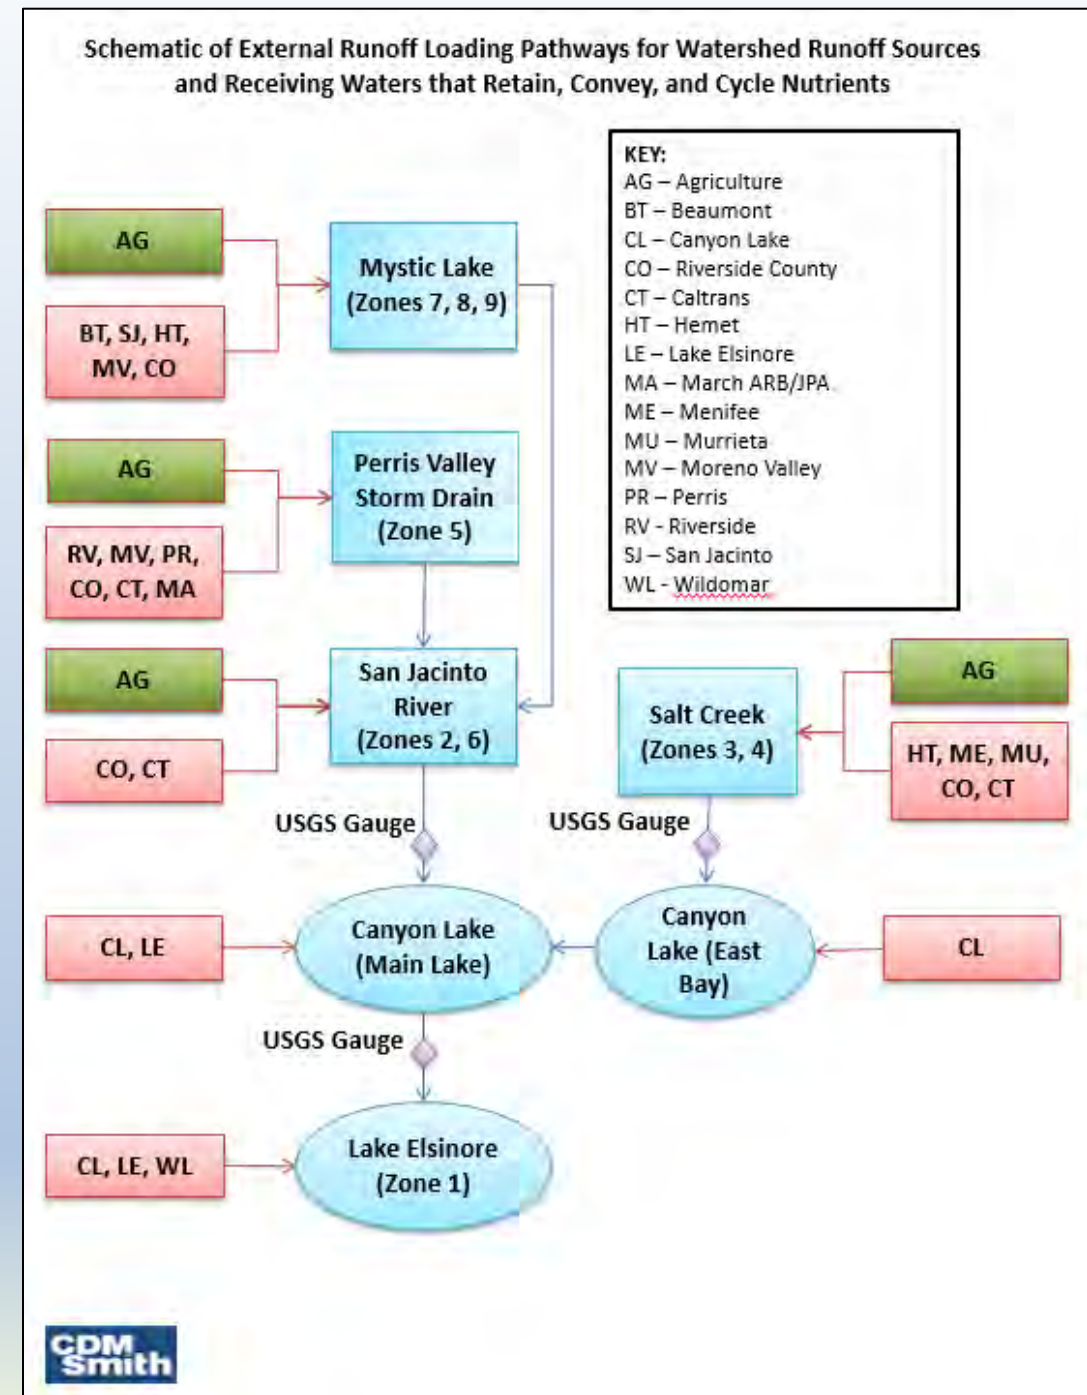 Schematic of External Runoff Loading Pathways for Watershed Runoff Sources
and Receiving Waters that Retain, Convey, and Cycle Nutrients
KEY:
AG – Agriculture
BT – Beaumont
CL – Canyon Lake
CO – Riverside County
CT – Caltrans
HT – Hemet
LE – Lake Elsinore
MA – March ARB/JPA
ME – Menifee
MU – Murrieta
MV – Moreno Valley
PR – Perris
RV - Riverside
SJ – San Jacinto
WL - Wildomar
AG
BT, SJ, HT,
MV, CO
Mystic Lake
(Zones 7, 8, 9)
AG
RV, MV, PR,
CO, CT, MA
Perris Valley
Storm Drain
(Zone 5)
AG
CO, CT
San Jacinto
River
(Zones 2, 6)
Salt Creek
(Zones 3, 4)
AG
HT, ME, MU,
CO, CT
USGS Gauge
USGS Gauge
CL, LE
Canyon Lake
(Main Lake)
Canyon
Lake (East
Bay)
CL
USGS Gauge
CL, LE, WL
Lake Elsinore
(Zone 1)
CDM
Smith